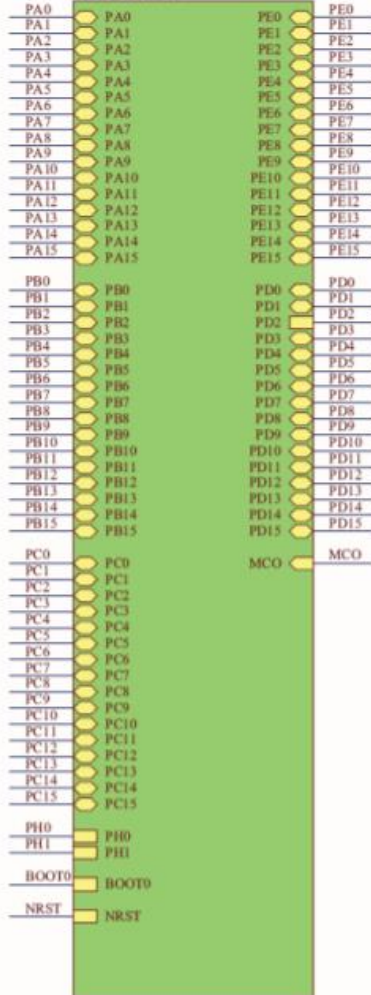 PA0 PA0 PE0 PE0
PA1 PA1 PE1 PE1
PA2 PA2 PE2 PE2
PA3 PA3 PE3 PE3
PA4 PA4 PE4 PE4
PA5 PA5 PE5 PE5
PA6 PA6 PE6 PE6
PA7 PA7 PE7 PE7
PA8 PA8 PE8 PE8
PA9 PA9 PE9 PE9
PA10 PA10 PE10 PE10
PA11 PA11 PE11 PE11
PA12 PA12 PE12 PE12
PA13 PA13 PE13 PE13
PA14 PA14 PE14 PE14
PA15 PA15 PE15 PE15
PB0 PB0 PD0 PD0
PB1 PB1 PD1 PD1
PB2 PB2 PD2 PD2
PB3 PB3 PD3 PD3
PB4 PB4 PD4 PD4
PB5 PB5 PD5 PD5
PB6 PB6 PD6 PD6
PB7 PB7 PD7 PD7
PB8 PB8 PD8 PD8
PB9 PB9 PD9 PD9
PB10 PB10 PD10 PD10
PB11 PB11 PD11 PD11
PB12 PB12 PD12 PD12
PB13 PB13 PD13 PD13
PB14 PB14 PD14 PD14
PB15 PB15 PD15 PD15
PC0 PC0 MCO MCO
PC1 PC1
PC2 PC2
PC3 PC3
PC4 PC4
PC5 PC5
PC6 PC6
PC7 PC7
PC8 PC8
PC9 PC9
PC10 PC10
PC11 PC11
PC12 PC12
PC13 PC13
PC14 PC14
PC15 PC15
PH0 PH0
PH1 PH1
BOOT0 BOOT0
NRST NRST